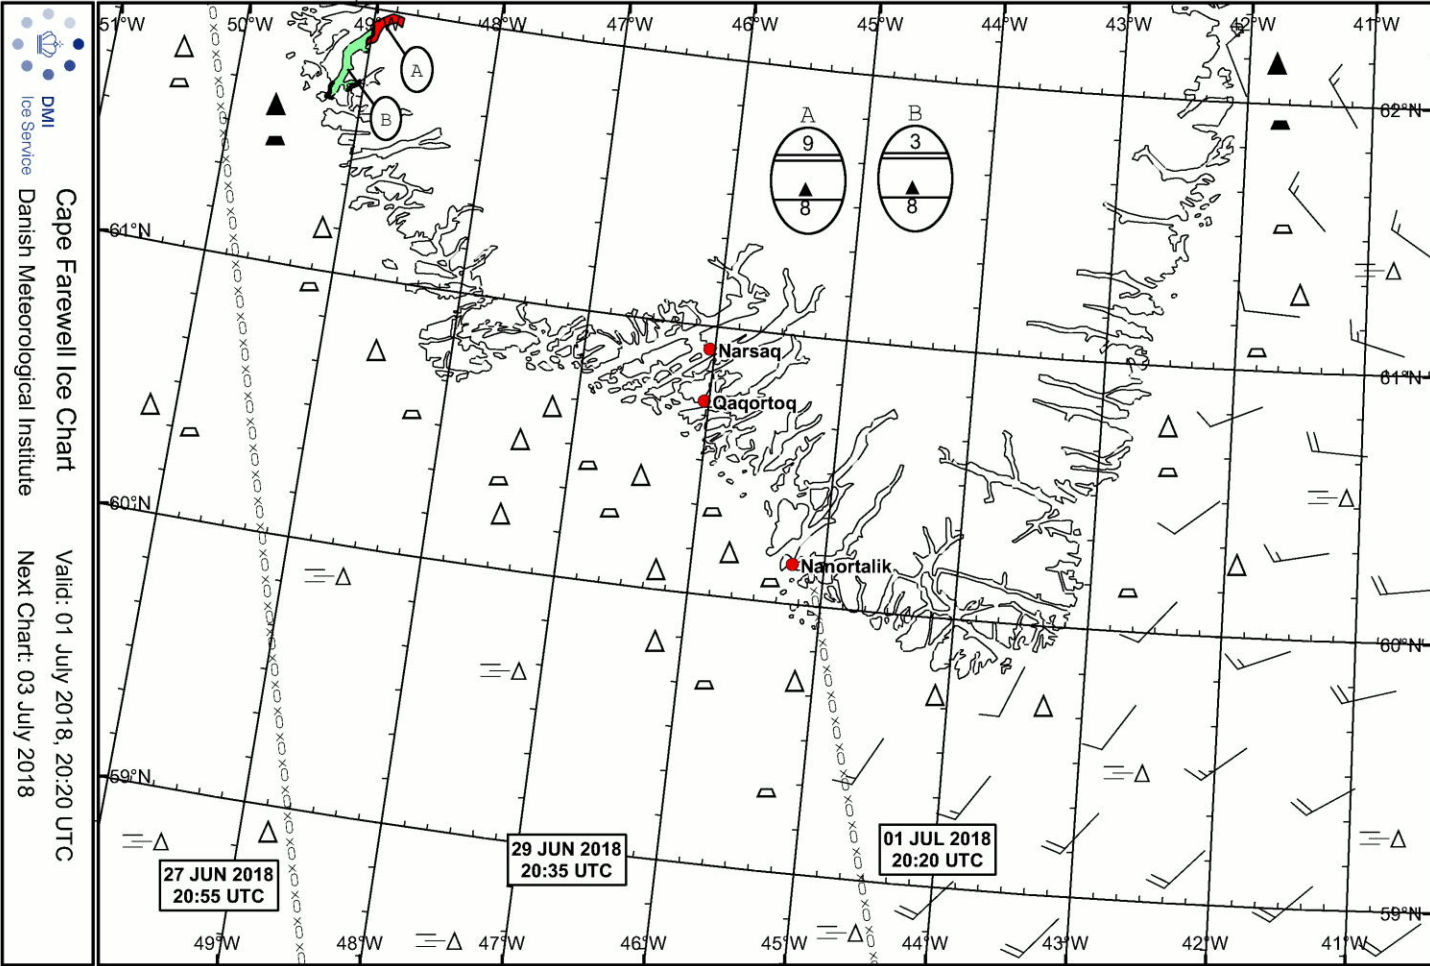 51°W 50°W 49°W 48°W 47°W 46°W 45°W 44°W 43°W 42°W 41°W
DMI
Ice Service
Cape Farewell Ice Chart
Danish Meteorological Institute
Valid: 01 July 2018, 20:20 UTC
Next Chart: 03 July 2018
A
B
A
9
8
B
3
8
62°N
61°N
61°N
60°N
60°N
59°N
59°N
Narsaq
Qaqortoq
Nanortalik
27 JUN 2018
20:55 UTC
29 JUN 2018
20:35 UTC
01 JUL 2018
20:20 UTC
49°W 48°W 47°W 46°W 45°W 44°W 43°W 42°W 41°W